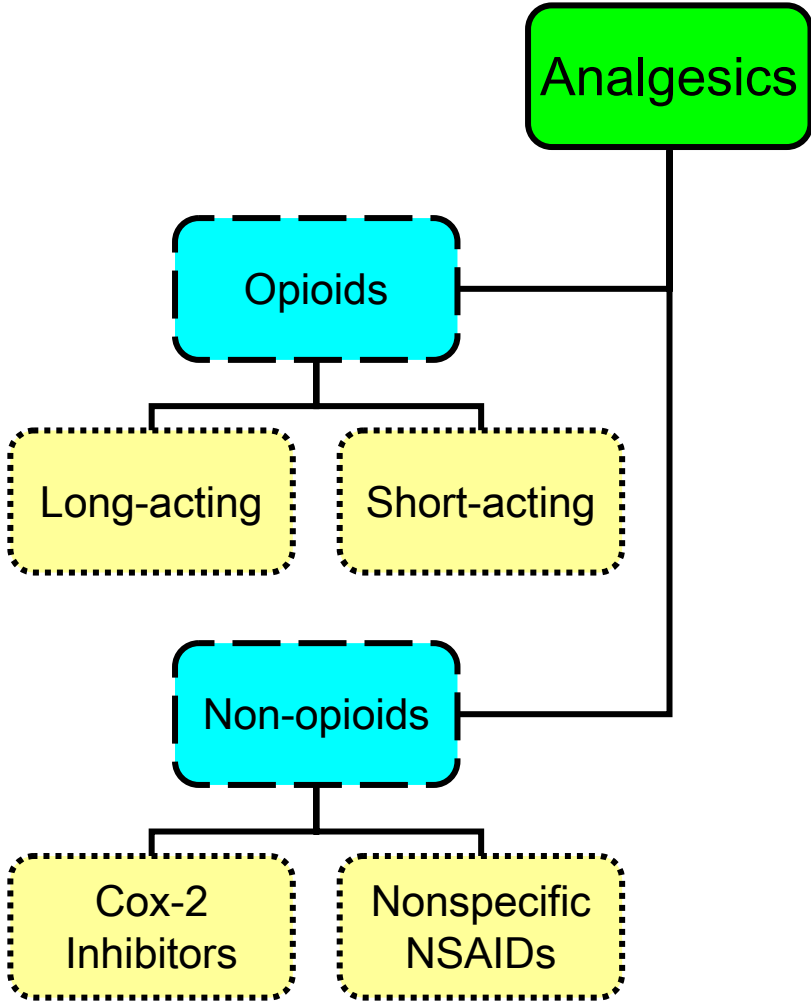 Analgesics
Opioids
Long-acting
Short-acting
Non-opioids
Cox-2
Inhibitors
Nonspecific
NSAIDs